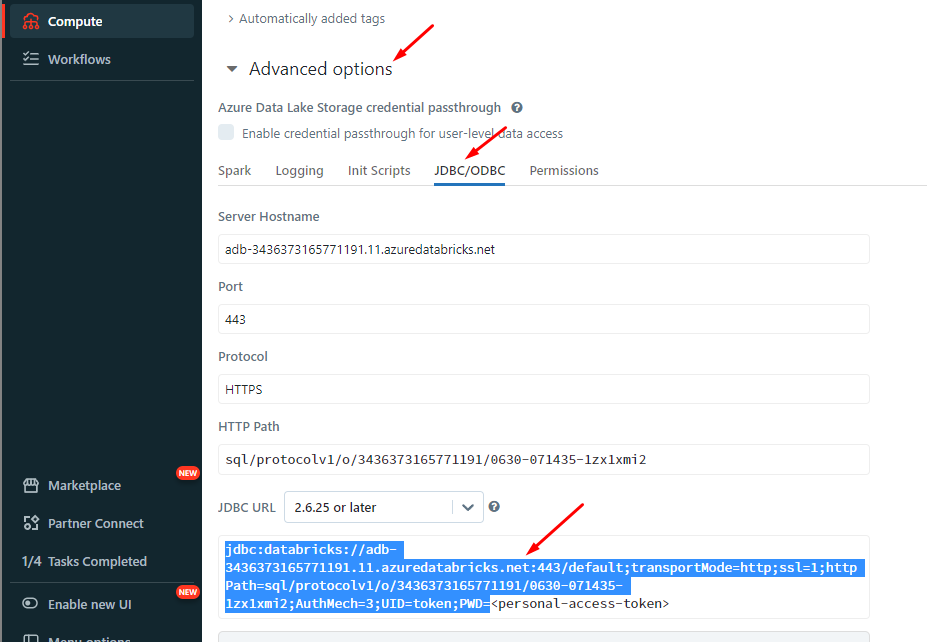 Compute
Workflows
Marketplace
NEW
Partner Connect
1/4 Tasks Completed
Enable new UI
NEW
Menu options
Automatically added tags
Advanced options
Azure Data Lake Storage credential passthrough ?
Enable credential passthrough for user-level data access
Spark Logging Init Scripts JDBC/ODBC Permissions
Server Hostname
adb-3436373165771191.11.azuredatabricks.net
Port
443
Protocol
HTTPS
HTTP Path
sql/protocolv1/o/3436373165771191/0630-071435-1zx1xmi2
JDBC URL 2.6.25 or later ?
jdbc:databricks://adb-
3436373165771191.11.azuredatabricks.net:443/default;transportMode=http;ssl=1;http
Path=sql/protocolv1/o/3436373165771191/0630-071435-
1zx1xmi2;AuthMech=3;UID=token;PWD=<personal-access-token>